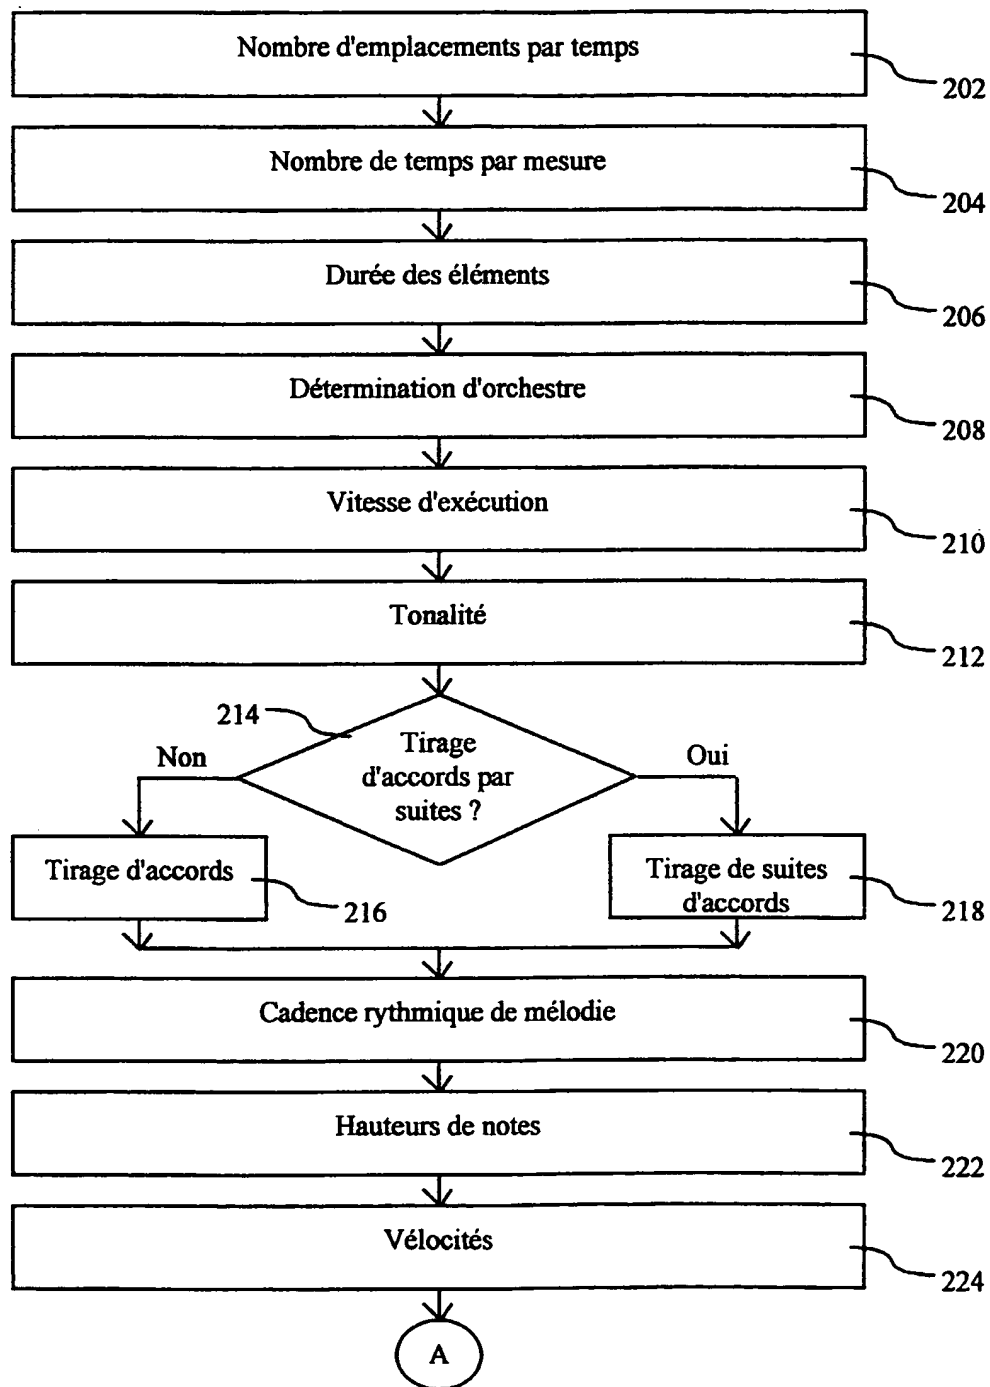 Nombre d'emplacements par temps
202
Nombre de temps par mesure
204
Durée des éléments
206
Détermination d'orchestre
208
Vitesse d'exécution
210
Tonalité
212
214
Tirage
d'accords par
suites ?
Non
Oui
Tirage d'accords
216
Tirage de suites
d'accords
218
Cadence rythmique de mélodie
220
Hauteurs de notes
222
Vélocités
224
A